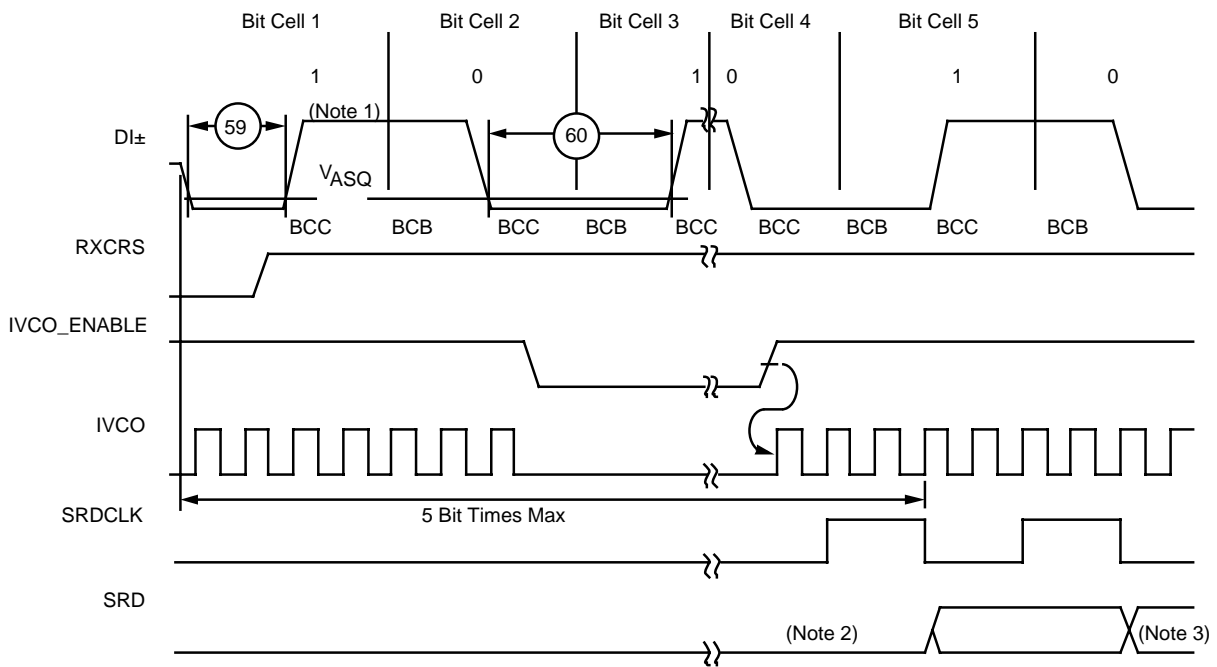 Bit Cell 1 Bit Cell 2 Bit Cell 3 Bit Cell 4 Bit Cell 5
1 0 1 0 1 0
(Note 1)
59 60
DI±
VASQ
BCC BCB BCC BCB BCC BCC BCB BCC BCB
RXCRS
IVCO_ENABLE
IVCO
5 Bit Times Max
SRDCLK
SRD
(Note 2) (Note 3)